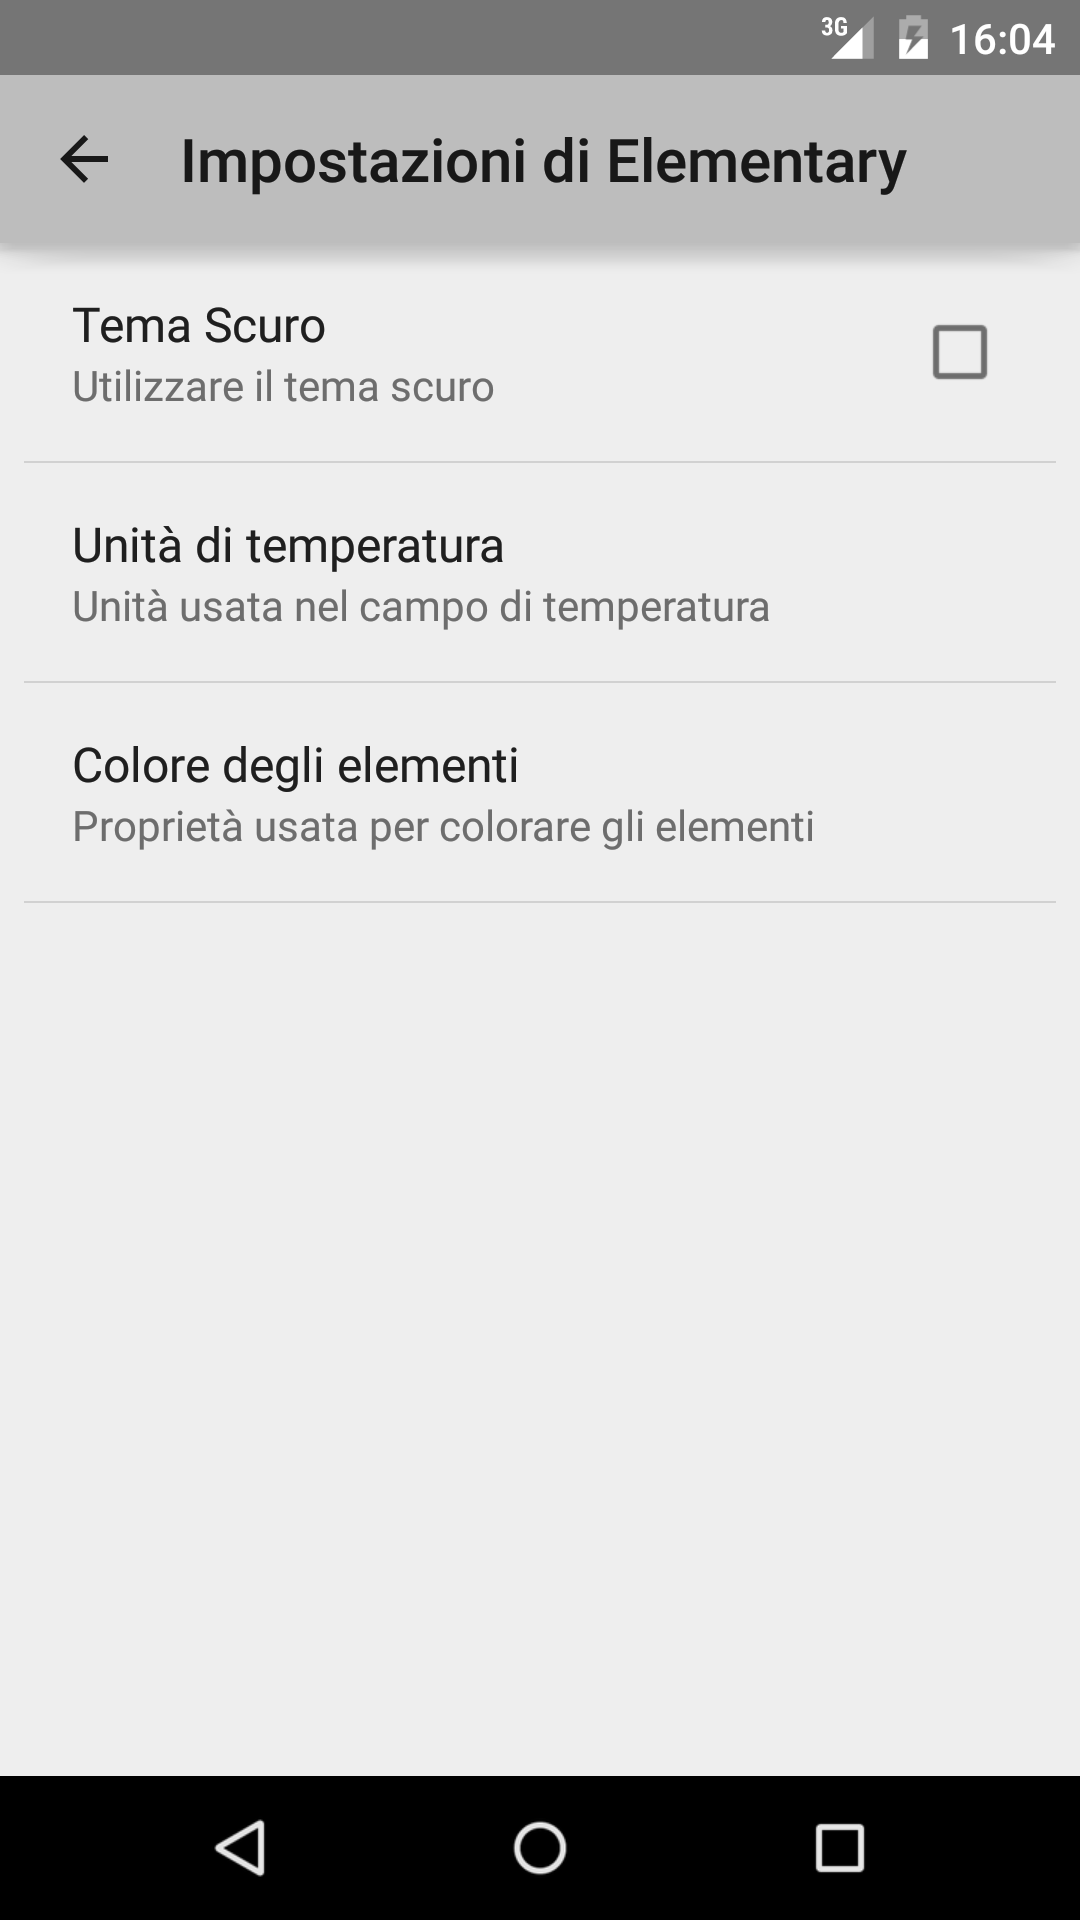 3G 16:04
Impostazioni di Elementary
Tema Scuro
Utilizzare il tema scuro
Unità di temperatura
Unità usata nel campo di temperatura
Colore degli elementi
Proprietà usata per colorare gli elementi